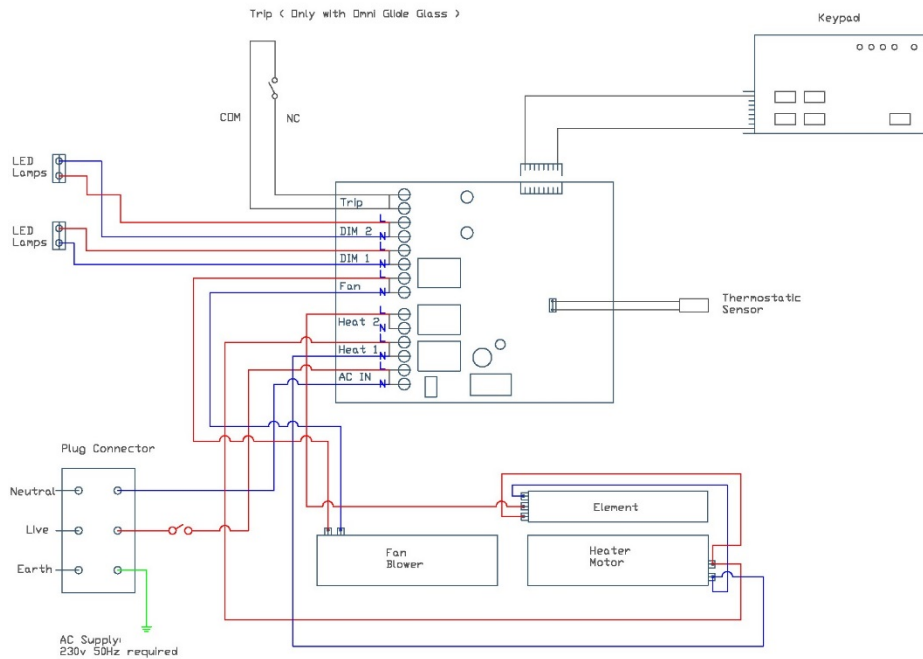 Trip ( Only with Omni Glide Glass )
Keypad
COM
NC
LED
Lamps
LED
Lamps
Trip
L
DIM 2
N
L
DIM 1
N
L
Fan
N
L
Heat 2
N
L
Heat 1
N
L
AC IN
N
Thermostatic
Sensor
Plug Connector
Neutral
Live
Earth
Element
Fan
Blower
Heater
Motor
AC Supply:
230v 50Hz required